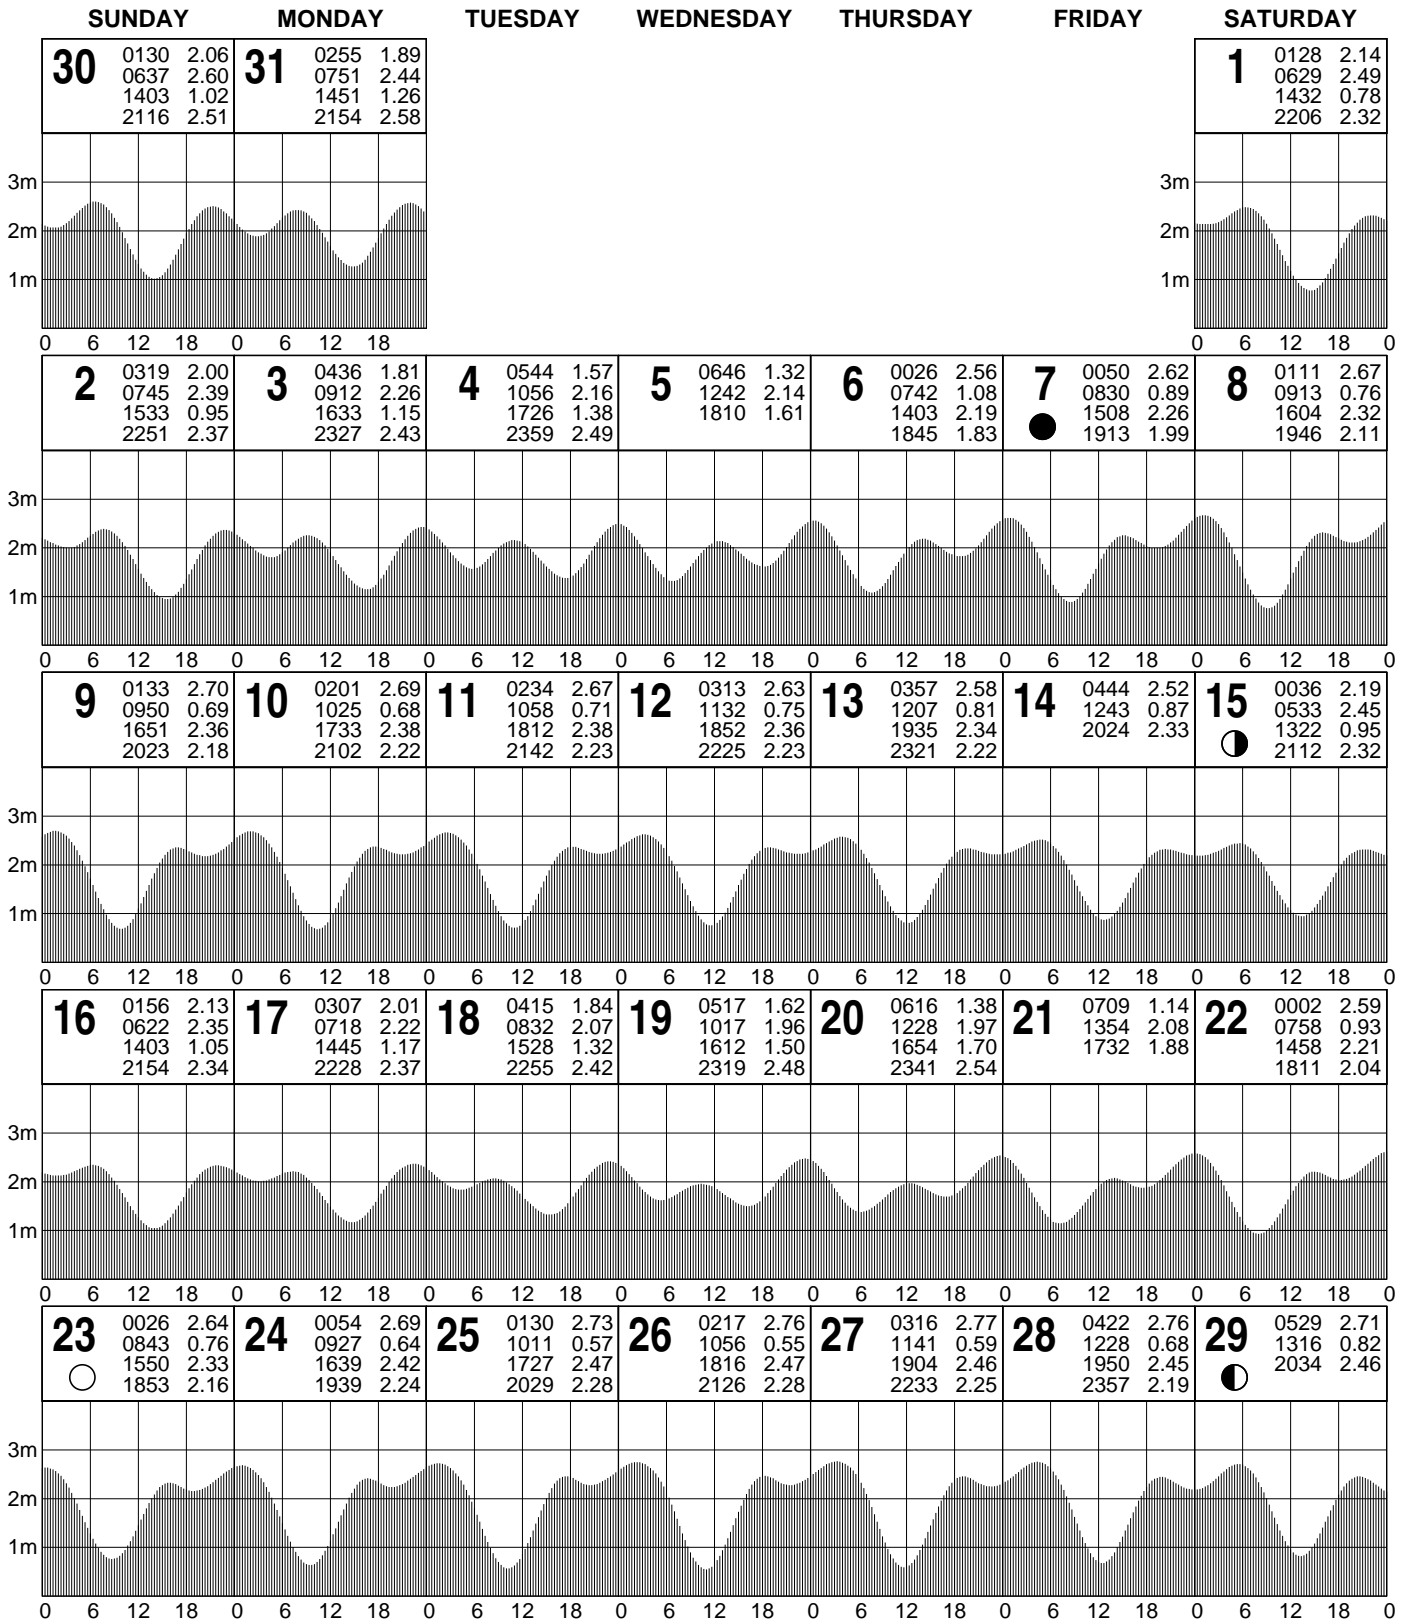 SUNDAY MONDAY TUESDAY WEDNESDAY THURSDAY FRIDAY SATURDAY
30 0130 2.06 31 0255 1.89 1 0128 2.14
0637 2.60 0751 2.44 0629 2.49
1403 1.02 1451 1.26 1432 0.78
2116 2.51 2154 2.58 2206 2.32
3m 3m
2m 2m
1m 1m
0 6 12 18 0 6 12 18 0 6 12 18 0
2 0319 2.00 3 0436 1.81 4 0544 1.57 5 0646 1.32 6 0026 2.56 7 0050 2.62 8 0111 2.67
0745 2.39 0912 2.26 1056 2.16 1242 2.14 0742 1.08 0830 0.89 0913 0.76
1533 0.95 1633 1.15 1726 1.38 1810 1.61 1403 2.19 1508 2.26 1604 2.32
2251 2.37 2327 2.43 2359 2.49 1845 1.83 1913 1.99 1946 2.11
3m
2m
1m
0 6 12 18 0 6 12 18 0 6 12 18 0 6 12 18 0 6 12 18 0 6 12 18 0 6 12 18 0
9 0133 2.70 10 0201 2.69 11 0234 2.67 12 0313 2.63 13 0357 2.58 14 0444 2.52 15 0036 2.19
0950 0.69 1025 0.68 1058 0.71 1132 0.75 1207 0.81 1243 0.87 0533 2.45
1651 2.36 1733 2.38 1812 2.38 1852 2.36 1935 2.34 2024 2.33 1322 0.95
2023 2.18 2102 2.22 2142 2.23 2225 2.23 2321 2.22 2112 2.32
3m
2m
1m
0 6 12 18 0 6 12 18 0 6 12 18 0 6 12 18 0 6 12 18 0 6 12 18 0 6 12 18 0
16 0156 2.13 17 0307 2.01 18 0415 1.84 19 0517 1.62 20 0616 1.38 21 0709 1.14 22 0002 2.59
0622 2.35 0718 2.22 0832 2.07 1017 1.96 1228 1.97 1354 2.08 0758 0.93
1403 1.05 1445 1.17 1528 1.32 1612 1.50 1654 1.70 1732 1.88 1458 2.21
2154 2.34 2228 2.37 2255 2.42 2319 2.48 2341 2.54 1811 2.04
3m
2m
1m
0 6 12 18 0 6 12 18 0 6 12 18 0 6 12 18 0 6 12 18 0 6 12 18 0 6 12 18 0
23 0026 2.64 24 0054 2.69 25 0130 2.73 26 0217 2.76 27 0316 2.77 28 0422 2.76 29 0529 2.71
0843 0.76 0927 0.64 1011 0.57 1056 0.55 1141 0.59 1228 0.68 1316 0.82
1550 2.33 1639 2.42 1727 2.47 1816 2.47 1904 2.46 1950 2.45 2034 2.46
1853 2.16 1939 2.24 2029 2.28 2126 2.28 2233 2.25 2357 2.19
3m
2m
1m
0 6 12 18 0 6 12 18 0 6 12 18 0 6 12 18 0 6 12 18 0 6 12 18 0 6 12 18 0